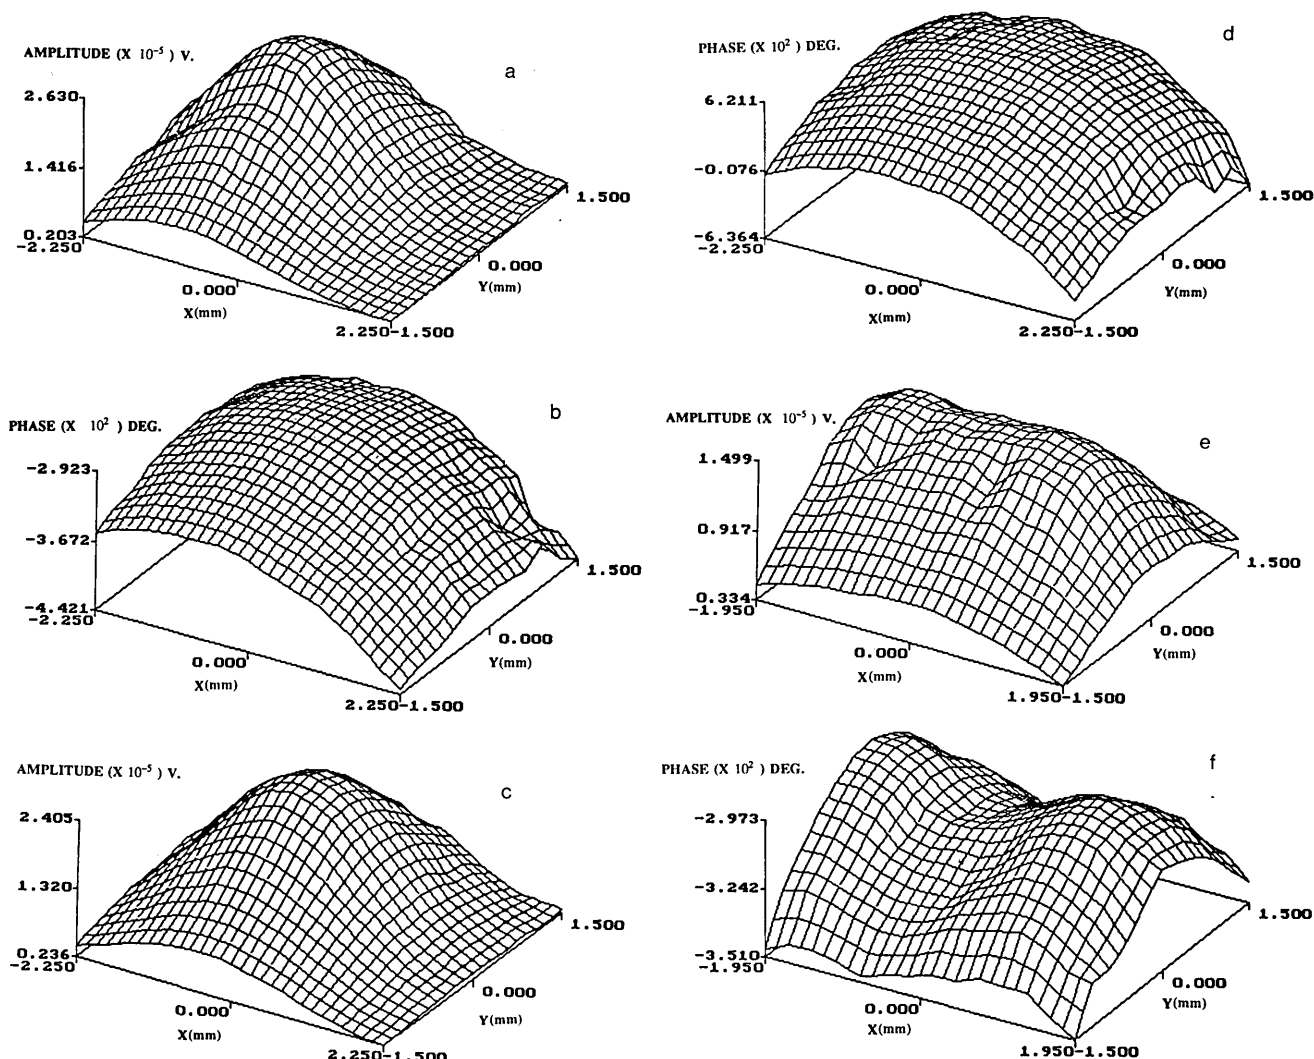 a
AMPLITUDE (X 10⁻⁵) V.
2.630
1.416
0.203
-2.250
0.000
X(mm)
2.250-1.500
0.000
Y(mm)
1.500
b
PHASE (X 10²) DEG.
-2.923
-3.672
-4.421
-2.250
0.000
X(mm)
2.250-1.500
0.000
Y(mm)
1.500
c
AMPLITUDE (X 10⁻⁵) V.
2.405
1.320
0.236
-2.250
0.000
X(mm)
2.250-1.500
0.000
Y(mm)
1.500
d
PHASE (X 10²) DEG.
6.211
-0.076
-6.364
-2.250
0.000
X(mm)
2.250-1.500
0.000
Y(mm)
1.500
e
AMPLITUDE (X 10⁻⁵) V.
1.499
0.917
0.334
-1.950
0.000
X(mm)
1.950-1.500
0.000
Y(mm)
1.500
f
PHASE (X 10²) DEG.
-2.973
-3.242
-3.510
-1.950
0.000
X(mm)
1.950-1.500
0.000
Y(mm)
1.500